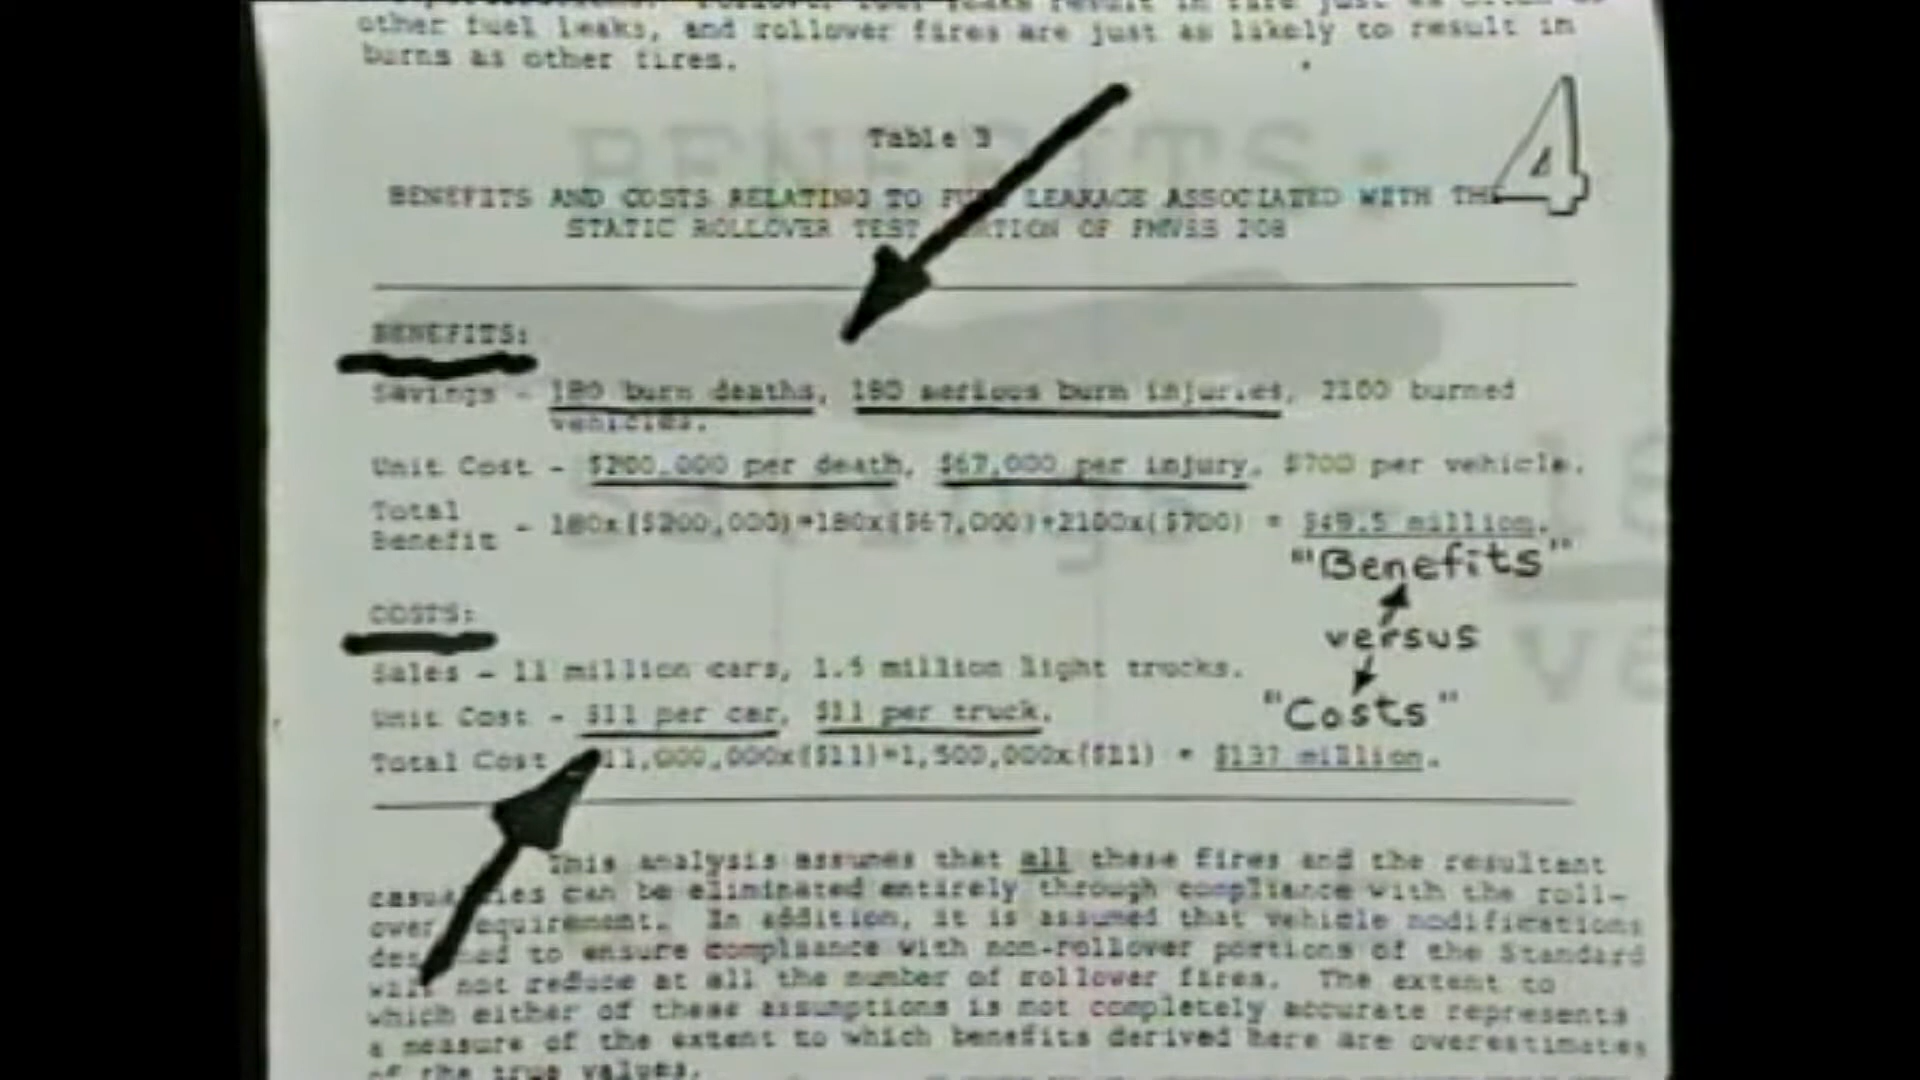 other fuel leaks, and rollover fires are just as likely to result in
burns as other fires.
4
Table 3
BENEFITS AND COSTS RELATING TO FUEL LEAKAGE ASSOCIATED WITH THE
STATIC ROLLOVER TEST PORTION OF FMVSS 208
BENEFITS:
Savings - 180 burn deaths, 180 serious burn injuries, 2100 burned
vehicles.
Unit Cost - $200,000 per death, $67,000 per injury, $700 per vehicle.
Total
Benefit - 180x($200,000)+180x($67,000)+2100x($700) = $49.5 million.
"Benefits"
versus
"Costs"
COSTS:
Sales - 11 million cars, 1.5 million light trucks.
Unit Cost - $11 per car, $11 per truck.
Total Cost - 11,000,000x($11)+1,500,000x($11) = $137 million.
This analysis assumes that all these fires and the resultant
casualties can be eliminated entirely through compliance with the roll-
over requirement. In addition, it is assumed that vehicle modifications
designed to ensure compliance with non-rollover portions of the Standard
will not reduce at all the number of rollover fires. The extent to
which either of these assumptions is not completely accurate represents
a measure of the extent to which benefits derived here are overestimates
of the true values.